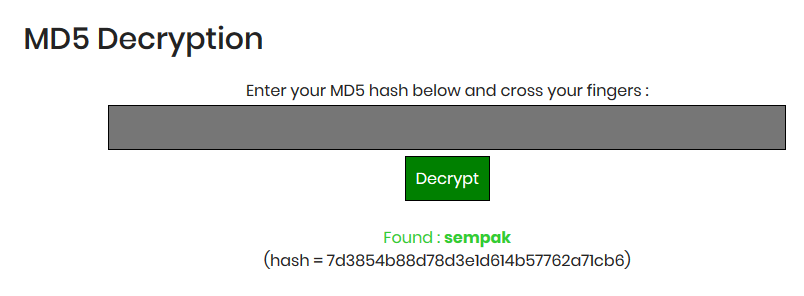 MD5 Decryption
Enter your MD5 hash below and cross your fingers :
Decrypt
Found : sempak
(hash = 7d3854b88d78d3e1d614b57762a71cb6)